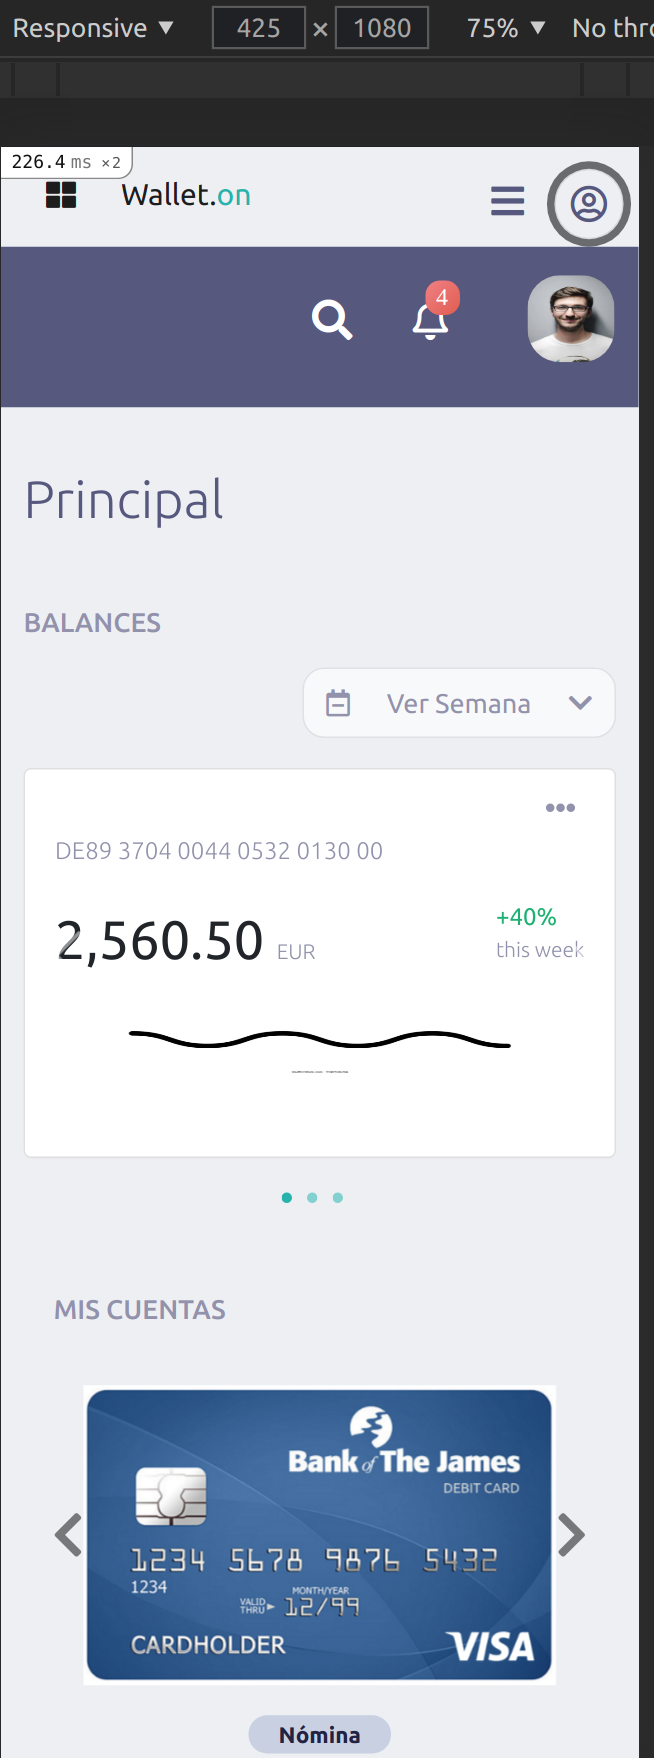 Responsive ▼ 425 × 1080 75% ▼ No thro
226.4 ms ×2
Wallet.on
4
Principal
BALANCES
Ver Semana
DE89 3704 0044 0532 0130 00
2,560.50 EUR
+40%
this week
MIS CUENTAS
Bank of The James
DEBIT CARD
1234 5678 9876 5432
1234
MONTH/YEAR
VALID THRU 12/99
CARDHOLDER
VISA
Nómina